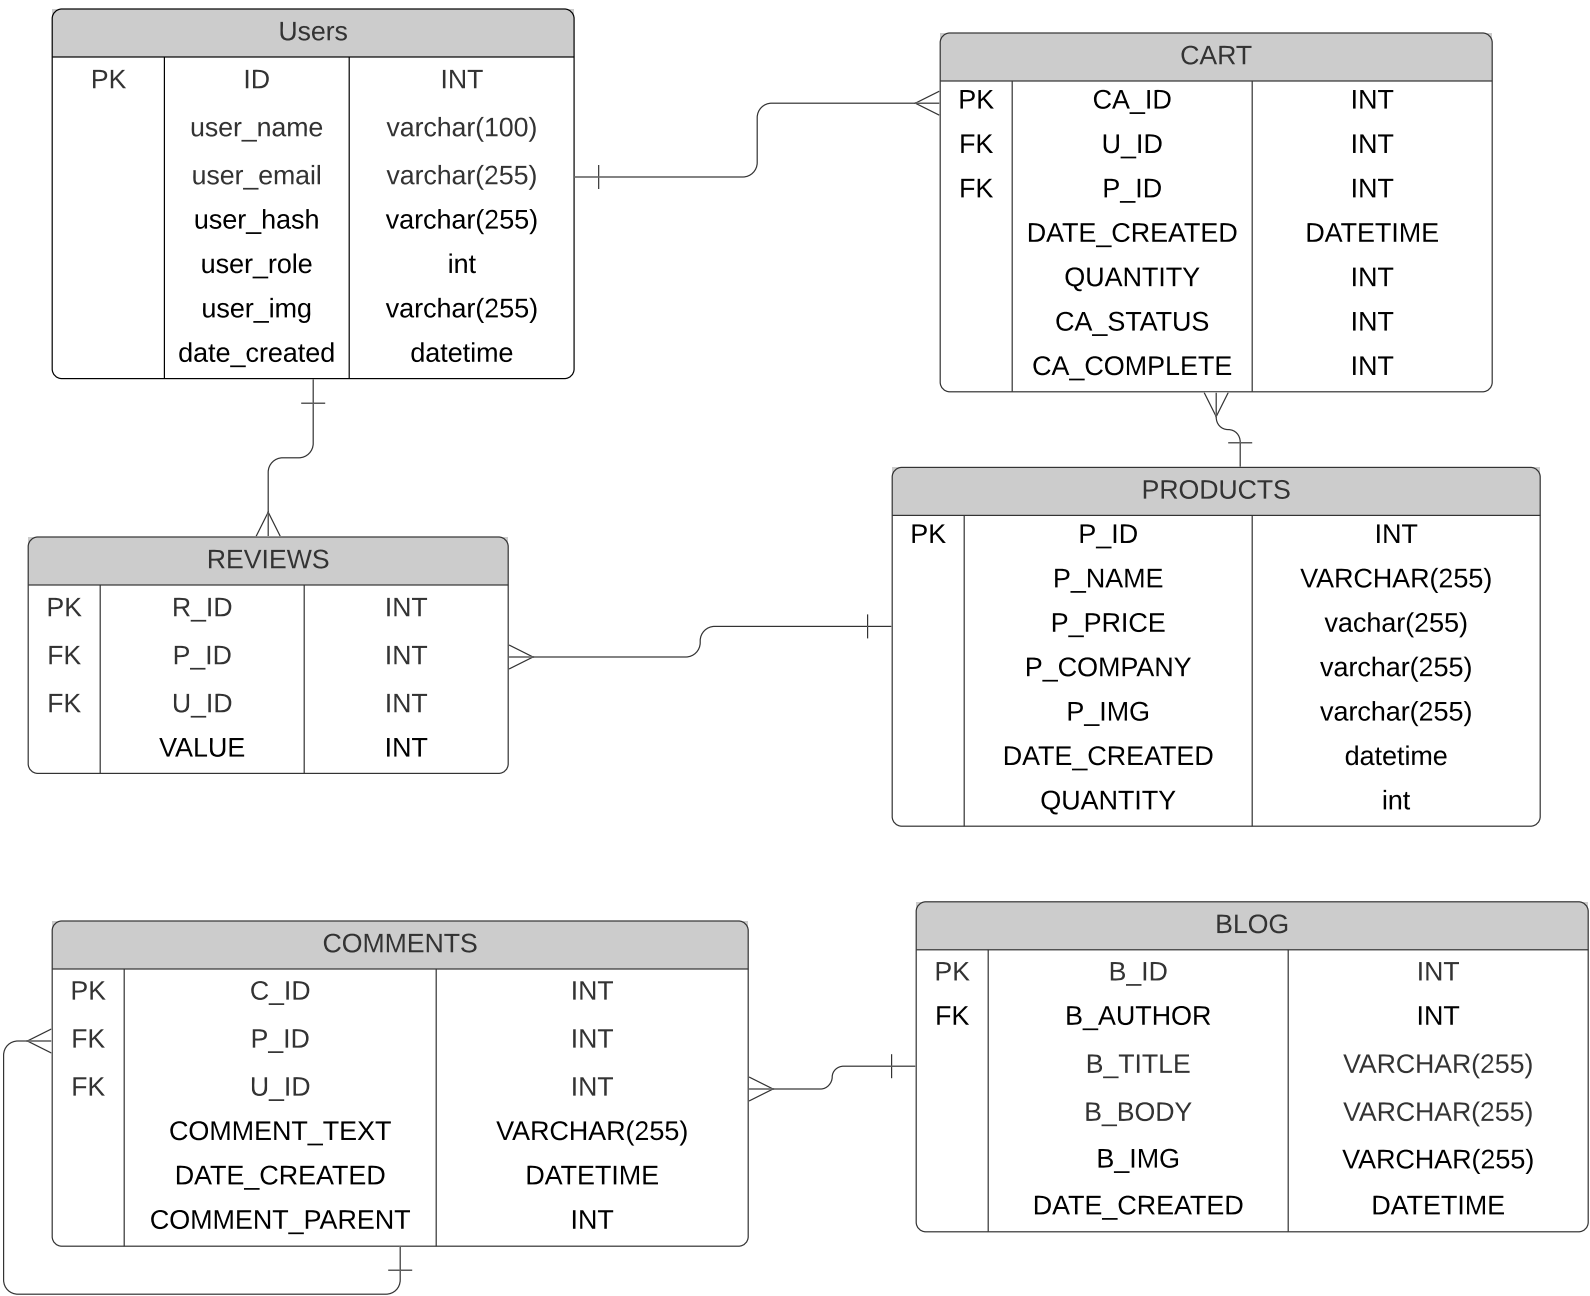 Users
PK ID INT
user_name varchar(100)
user_email varchar(255)
user_hash varchar(255)
user_role int
user_img varchar(255)
date_created datetime
CART
PK CA_ID INT
FK U_ID INT
FK P_ID INT
DATE_CREATED DATETIME
QUANTITY INT
CA_STATUS INT
CA_COMPLETE INT
REVIEWS
PK R_ID INT
FK P_ID INT
FK U_ID INT
VALUE INT
PRODUCTS
PK P_ID INT
P_NAME VARCHAR(255)
P_PRICE vachar(255)
P_COMPANY varchar(255)
P_IMG varchar(255)
DATE_CREATED datetime
QUANTITY int
COMMENTS
PK C_ID INT
FK P_ID INT
FK U_ID INT
COMMENT_TEXT VARCHAR(255)
DATE_CREATED DATETIME
COMMENT_PARENT INT
BLOG
PK B_ID INT
FK B_AUTHOR INT
B_TITLE VARCHAR(255)
B_BODY VARCHAR(255)
B_IMG VARCHAR(255)
DATE_CREATED DATETIME